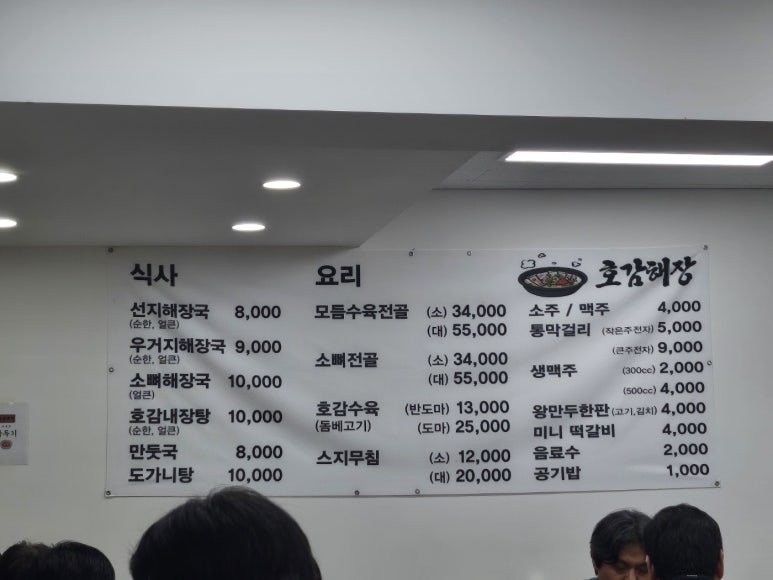 식사
선지해장국 8,000
(순한, 얼큰)
우거지해장국 9,000
(순한, 얼큰)
소뼈해장국 10,000
(얼큰)
호감내장탕 10,000
(순한, 얼큰)
만둣국 8,000
도가니탕 10,000
요리
모듬수육전골 (소) 34,000
(대) 55,000
소뼈전골 (소) 34,000
(대) 55,000
호감수육 (반도마) 13,000
(돔베고기) (도마) 25,000
스지무침 (소) 12,000
(대) 20,000
호감해장
소주 / 맥주 4,000
통막걸리 (작은주전자) 5,000
(큰주전자) 9,000
생맥주 (300cc) 2,000
(500cc) 4,000
왕만두한판 (고기,김치) 4,000
미니 떡갈비 4,000
음료수 2,000
공기밥 1,000